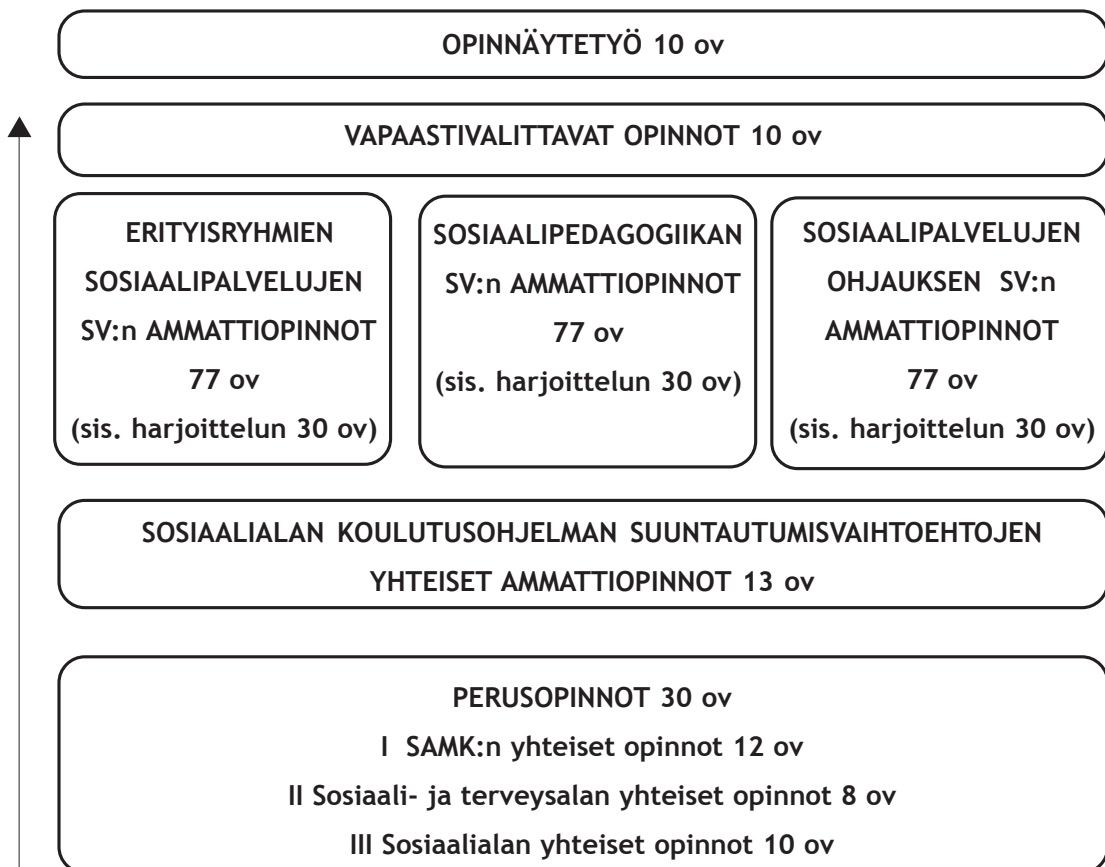 OPINNÄYTETYÖ 10 ov
VAPAASTIVALITTAVAT OPINNOT 10 ov
ERITYISRYHMIEN
SOSIAALIPALVELUJEN
SV:n AMMATTIOPINNOT
77 ov
(sis. harjoittelun 30 ov)
SOSIAALIPEDAGOGIIKAN
SV:n AMMATTIOPINNOT
77 ov
(sis. harjoittelun 30 ov)
SOSIAALIPALVELUJEN
OHJAUKSEN SV:n
AMMATTIOPINNOT
77 ov
(sis. harjoittelun 30 ov)
SOSIAALIALAN KOULUTUSOHJELMAN SUUNTAUTUMISVAIHTOEHTOJEN
YHTEISET AMMATTIOPINNOT 13 ov
PERUSOPINNOT 30 ov
I SAMK:n yhteiset opinnot 12 ov
II Sosiaali- ja terveysalan yhteiset opinnot 8 ov
III Sosiaalialan yhteiset opinnot 10 ov